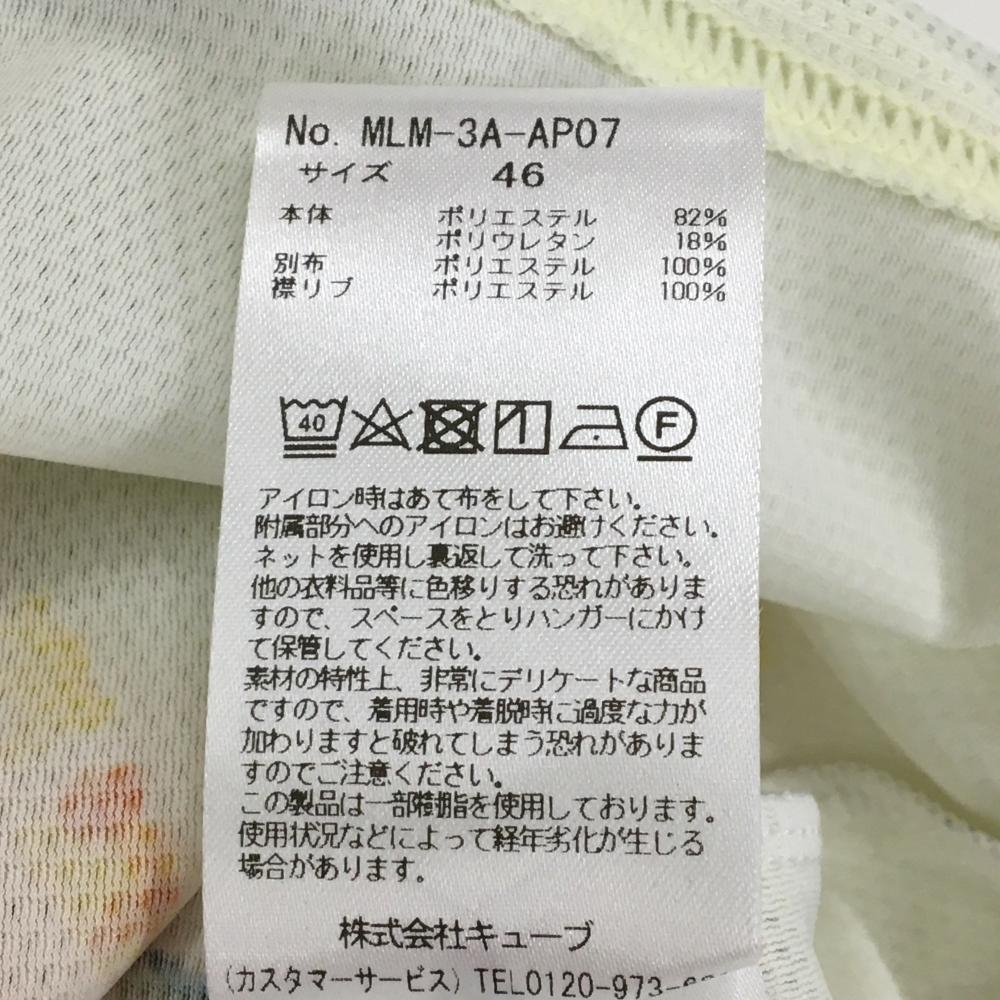 No. MLM-3A-AP07
サイズ 46
本体 ポリエステル 82%
ポリウレタン 18%
別布 ポリエステル 100%
襟リブ ポリエステル 100%
40 F
アイロン時はあて布をして下さい。
附属部分へのアイロンはお避けください。
ネットを使用し裏返して洗って下さい。
他の衣料品等に色移りする恐れがありま
すので、スペースをとりハンガーにかけ
て保管してください。
素材の特性上、非常にデリケートな商品
ですので、着用時や着脱時に過度な力が
加わりますと破れてしまう恐れがありま
すのでご注意ください。
この製品は一部樹脂を使用しております。
使用状況などによって経年劣化が生じる
場合があります。
株式会社キューブ
(カスタマーサービス) TEL0120-973-